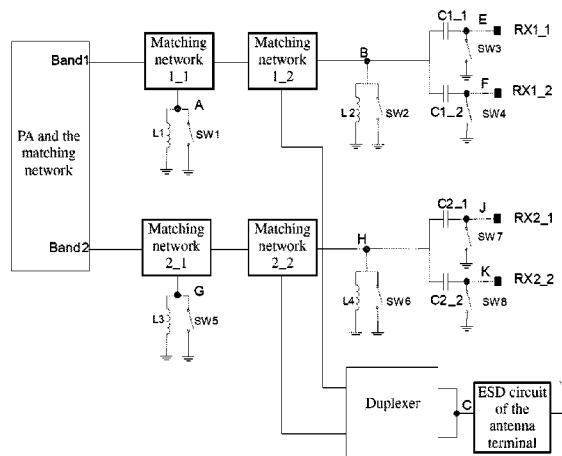 C1_1
E
RX1_1
SW3
Band1
Matching
network
1_1
Matching
network
1_2
B
F
RX1_2
C1_2
SW4
A
L1
SW1
L2
SW2
PA and the
matching
network
C2_1
J
RX2_1
SW7
Band2
Matching
network
2_1
Matching
network
2_2
H
K
RX2_2
C2_2
SW8
G
L3
SW5
L4
SW6
Duplexer
C
ESD circuit
of the
antenna
terminal